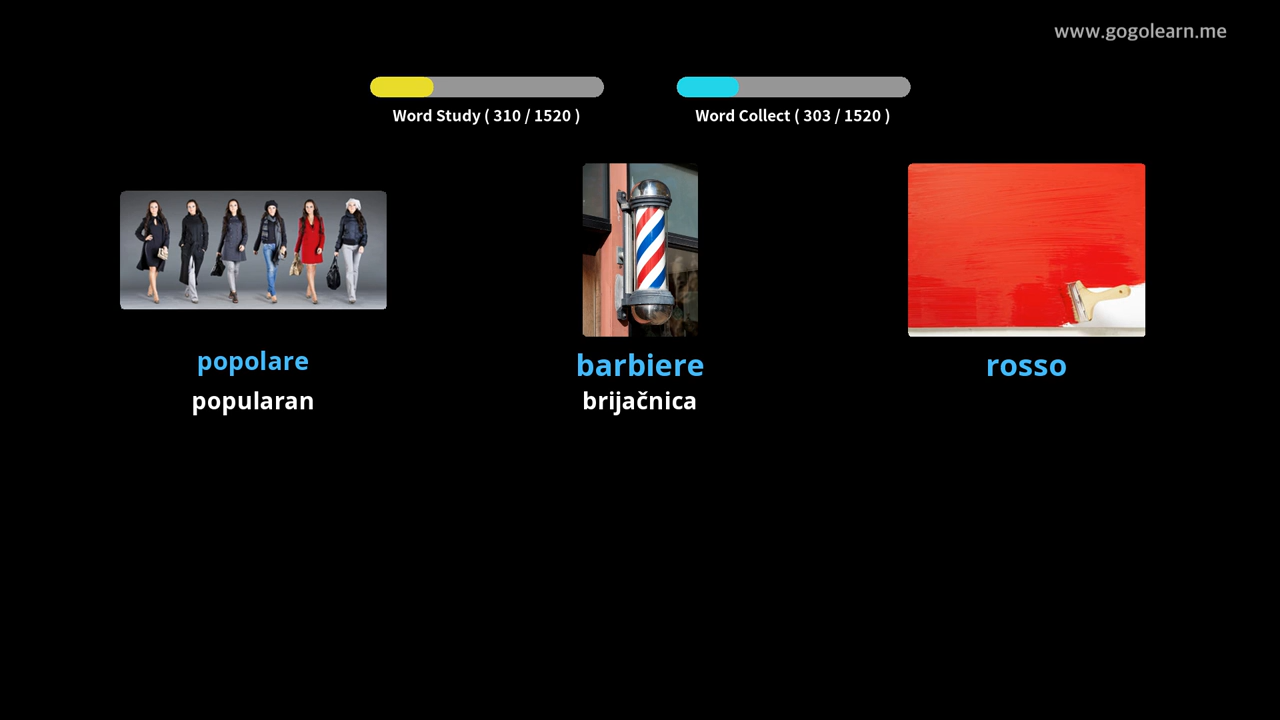 www.gogolearn.me
Word Study ( 310 / 1520 )
Word Collect ( 303 / 1520 )
popolare
popularan
barbiere
brijačnica
rosso